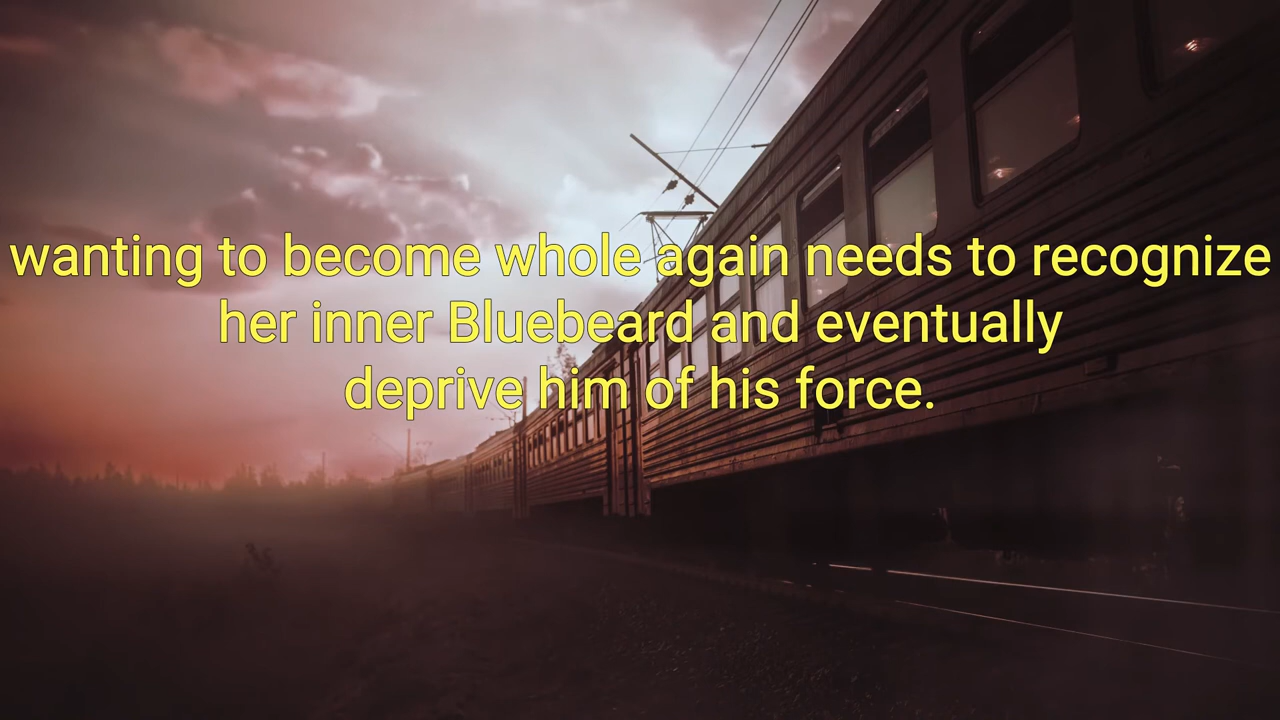 wanting to become whole again needs to recognize
her inner Bluebeard and eventually
deprive him of his force.